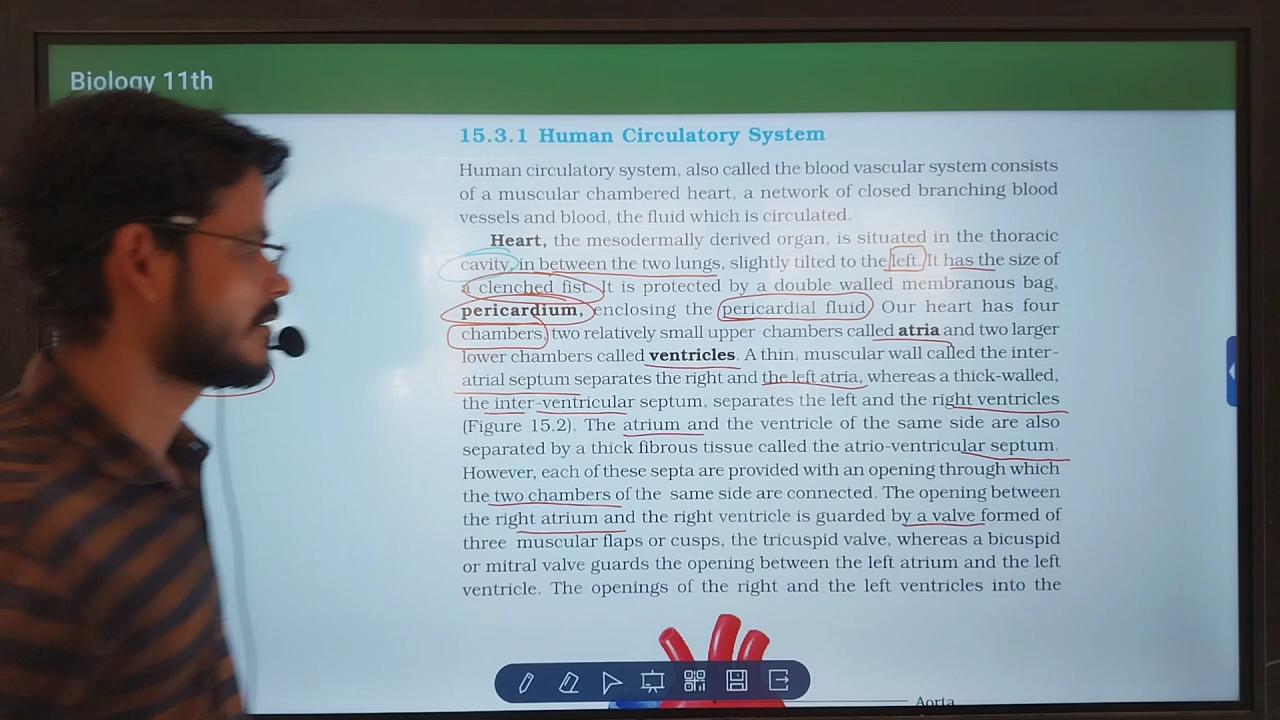 Biology 11th
15.3.1 Human Circulatory System
Human circulatory system, also called the blood vascular system consists
of a muscular chambered heart, a network of closed branching blood
vessels and blood, the fluid which is circulated.
Heart, the mesodermally derived organ, is situated in the thoracic
cavity, in between the two lungs, slightly tilted to the left. It has the size of
a clenched fist. It is protected by a double walled membranous bag,
pericardium, enclosing the pericardial fluid. Our heart has four
chambers, two relatively small upper chambers called atria and two larger
lower chambers called ventricles. A thin, muscular wall called the inter-
atrial septum separates the right and the left atria, whereas a thick-walled,
the inter-ventricular septum, separates the left and the right ventricles
(Figure 15.2). The atrium and the ventricle of the same side are also
separated by a thick fibrous tissue called the atrio-ventricular septum.
However, each of these septa are provided with an opening through which
the two chambers of the same side are connected. The opening between
the right atrium and the right ventricle is guarded by a valve formed of
three muscular flaps or cusps, the tricuspid valve, whereas a bicuspid
or mitral valve guards the opening between the left atrium and the left
ventricle. The openings of the right and the left ventricles into the
Aorta